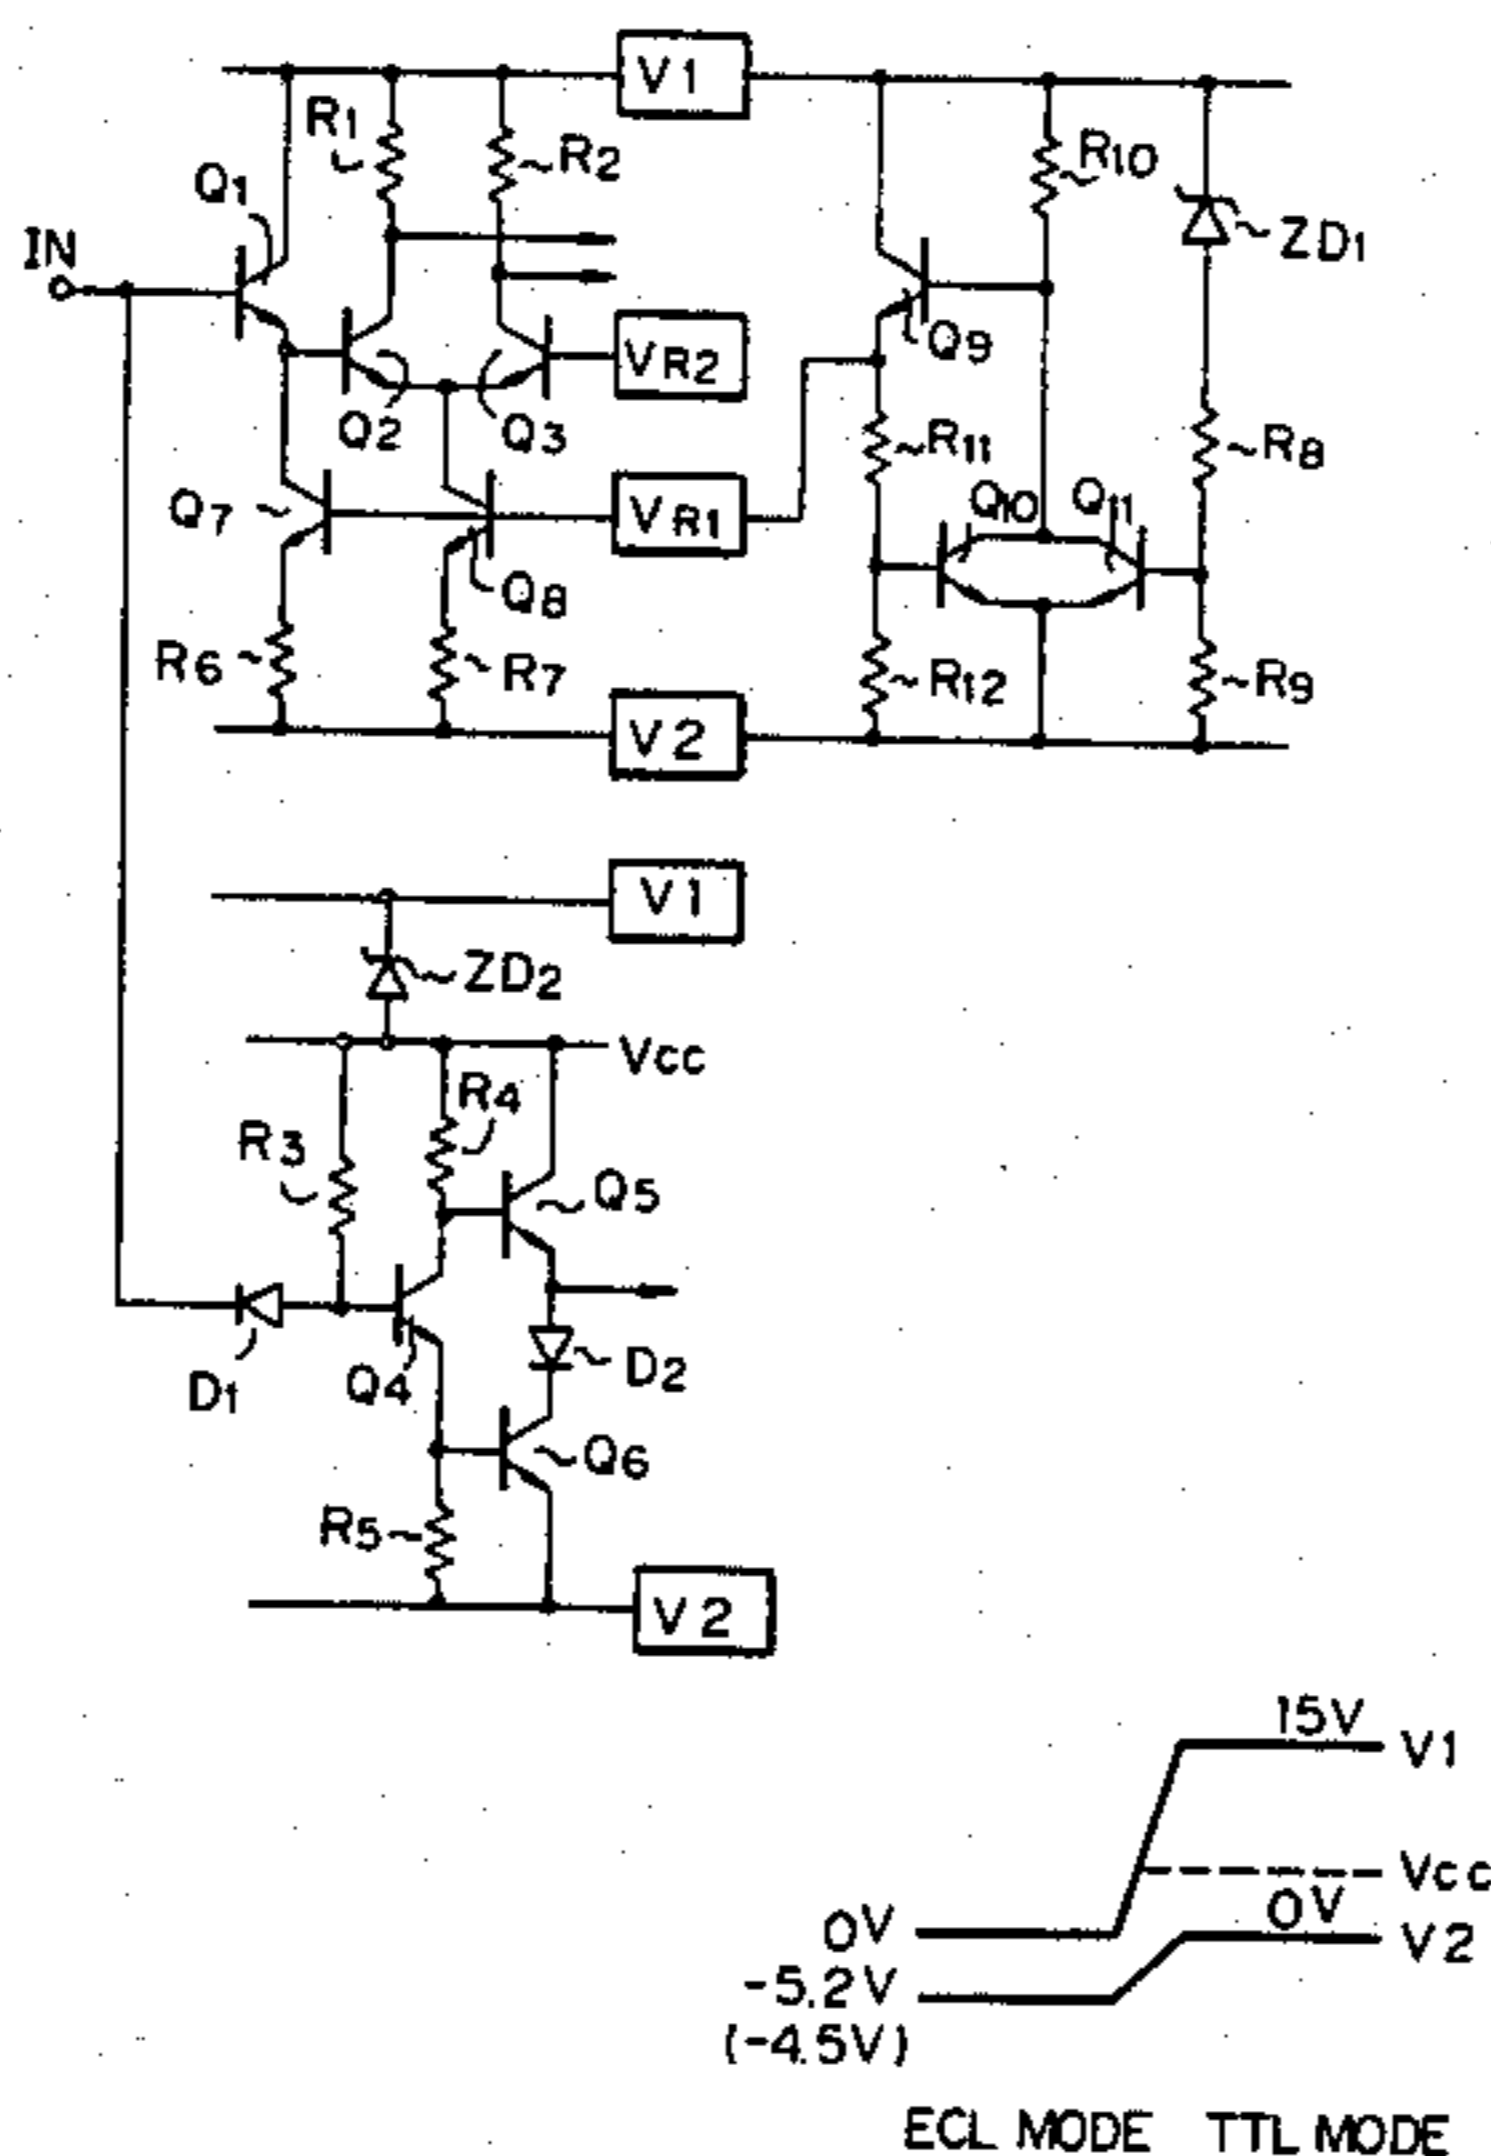 V1
R1
R2
R10
Q1
IN
ZD1
VR2
Q9
Q2
Q3
R11
R8
Q7
VR1
Q10
Q11
Q8
R6
R7
R12
R9
V2
V1
ZD2
Vcc
R4
R3
Q5
D1
Q4
D2
Q6
R5
V2
15V
V1
Vcc
0V
0V
V2
-5.2V
(-4.5V)
ECL MODE TTL MODE